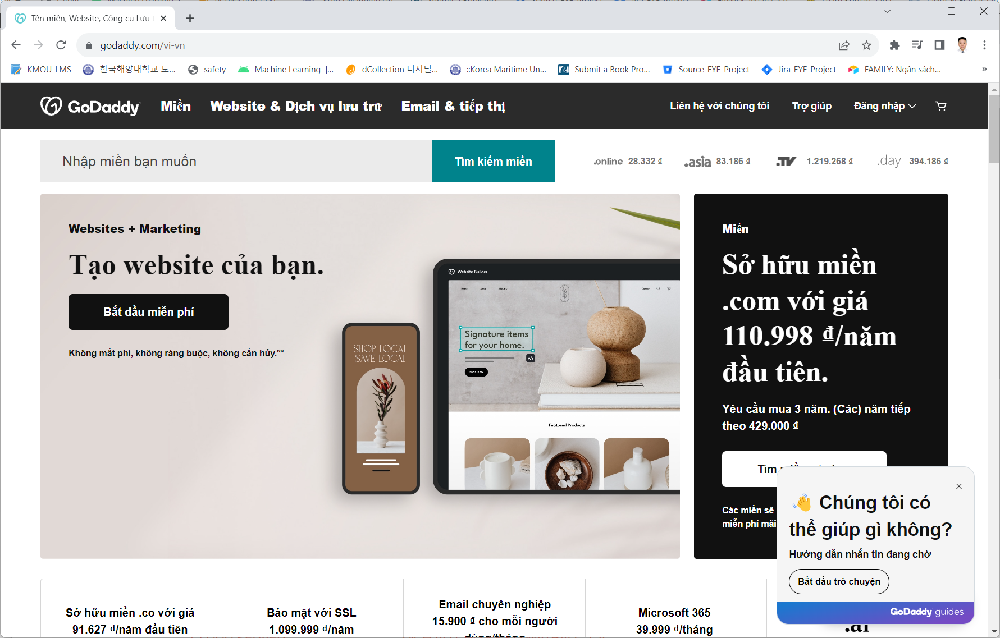 Tên miền, Website, Công cụ Lưu t
godaddy.com/vi-vn
KMOU-LMS
한국해양대학교 도...
safety
Machine Learning |...
dCollection 디지털...
::Korea Maritime Un...
Submit a Book Pro...
Source-EYE-Project
Jira-EYE-Project
FAMILY: Ngân sách...
»
GoDaddy
Miền
Website & Dịch vụ lưu trữ
Email & tiếp thị
Liên hệ với chúng tôi
Trợ giúp
Đăng nhập
Nhập miền bạn muốn
Tìm kiếm miền
.online 28.332 ₫
.asia 83.186 ₫
.TV 1.219.268 ₫
.day 394.186 ₫
Websites + Marketing
Tạo website của bạn.
Bắt đầu miễn phí
Không mất phí, không ràng buộc, không cần hủy.**
SHOP LOCAL
SAVE LOCAL
Website Builder
Home
Shop
About Us
Contact
Signature items
for your home.
AA
Shop now
Featured Products
Miền
Sở hữu miền
.com với giá
110.998 ₫/năm
đầu tiên.
Yêu cầu mua 3 năm. (Các) năm tiếp
theo 429.000 ₫
Tìm
Các miền sẽ
miễn phí mãi
👋 Chúng tôi có
thể giúp gì không?
Hướng dẫn nhắn tin đang chờ
Bắt đầu trò chuyện
GoDaddy guides
Sở hữu miền .co với giá
91.627 ₫/năm đầu tiên
Bảo mật với SSL
1.099.999 ₫/năm
Email chuyên nghiệp
15.900 ₫ cho mỗi người
dùng/tháng
Microsoft 365
39.999 ₫/tháng
.ai